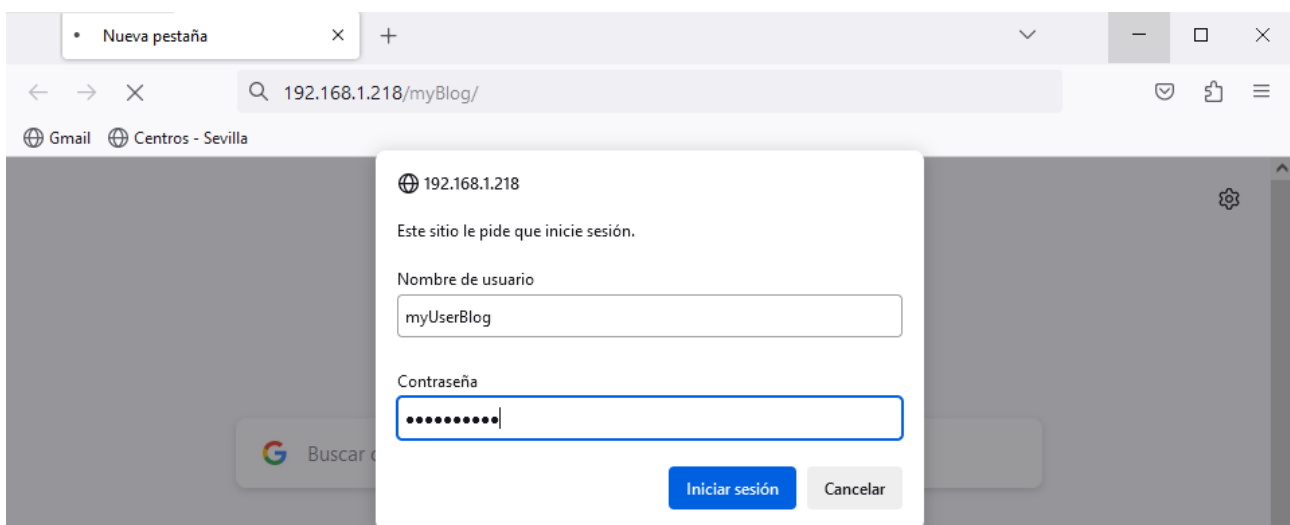 Nueva pestaña
192.168.1.218/myBlog/
Gmail Centros - Sevilla
192.168.1.218
Este sitio le pide que inicie sesión.
Nombre de usuario
myUserBlog
Contraseña
••••••••••
Buscar
Iniciar sesión Cancelar